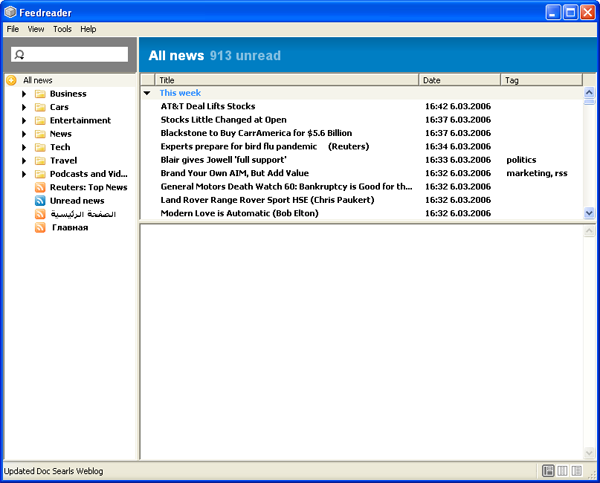 Feedreader
File View Tools Help
All news 913 unread
All news
Business
Cars
Entertainment
News
Tech
Travel
Podcasts and Vid...
Reuters: Top News
Unread news
الصفحة الرئيسية
Главная
Title Date Tag
This week
AT&T Deal Lifts Stocks 16:42 6.03.2006
Stocks Little Changed at Open 16:37 6.03.2006
Blackstone to Buy CarrAmerica for $5.6 Billion 16:37 6.03.2006
Experts prepare for bird flu pandemic (Reuters) 16:34 6.03.2006
Blair gives Jowell 'full support' 16:33 6.03.2006 politics
Brand Your Own AIM, But Add Value 16:32 6.03.2006 marketing, rss
General Motors Death Watch 60: Bankruptcy is Good for th... 16:32 6.03.2006
Land Rover Range Rover Sport HSE (Chris Paukert) 16:32 6.03.2006
Modern Love is Automatic (Bob Elton) 16:32 6.03.2006
Updated Doc Searls Weblog